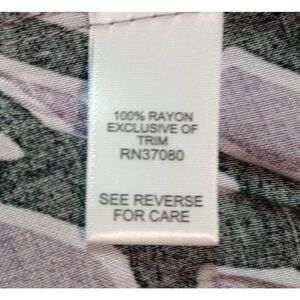 100% RAYON
EXCLUSIVE OF
TRIM
RN37080
SEE REVERSE
FOR CARE